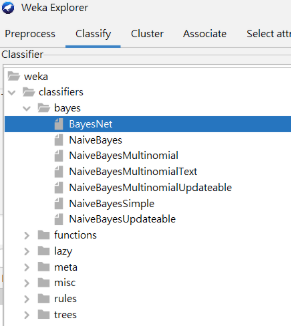 Weka Explorer
Preprocess Classify Cluster Associate Select att
Classifier
weka
classifiers
bayes
BayesNet
NaiveBayes
NaiveBayesMultinomial
NaiveBayesMultinomialText
NaiveBayesMultinomialUpdateable
NaiveBayesSimple
NaiveBayesUpdateable
functions
lazy
meta
misc
rules
trees